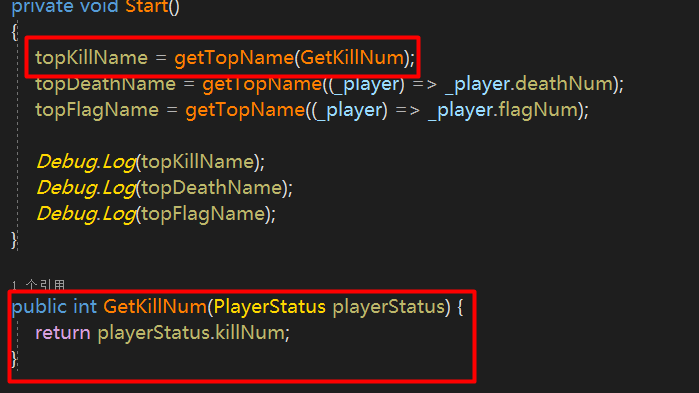 private void Start()
{
topKillName = getTopName(GetKillNum);
topDeathName = getTopName((_player) => _player.deathNum);
topFlagName = getTopName((_player) => _player.flagNum);
Debug.Log(topKillName);
Debug.Log(topDeathName);
Debug.Log(topFlagName);
}
1 个引用
public int GetKillNum(PlayerStatus playerStatus) {
return playerStatus.killNum;
}